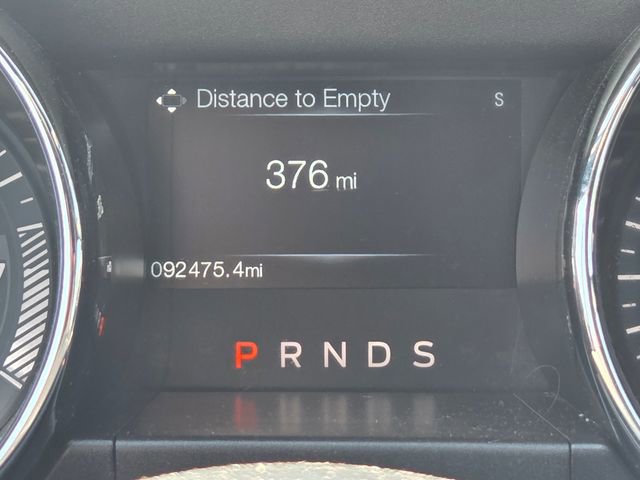 Distance to Empty S
376 mi
092475.4mi
P R N D S